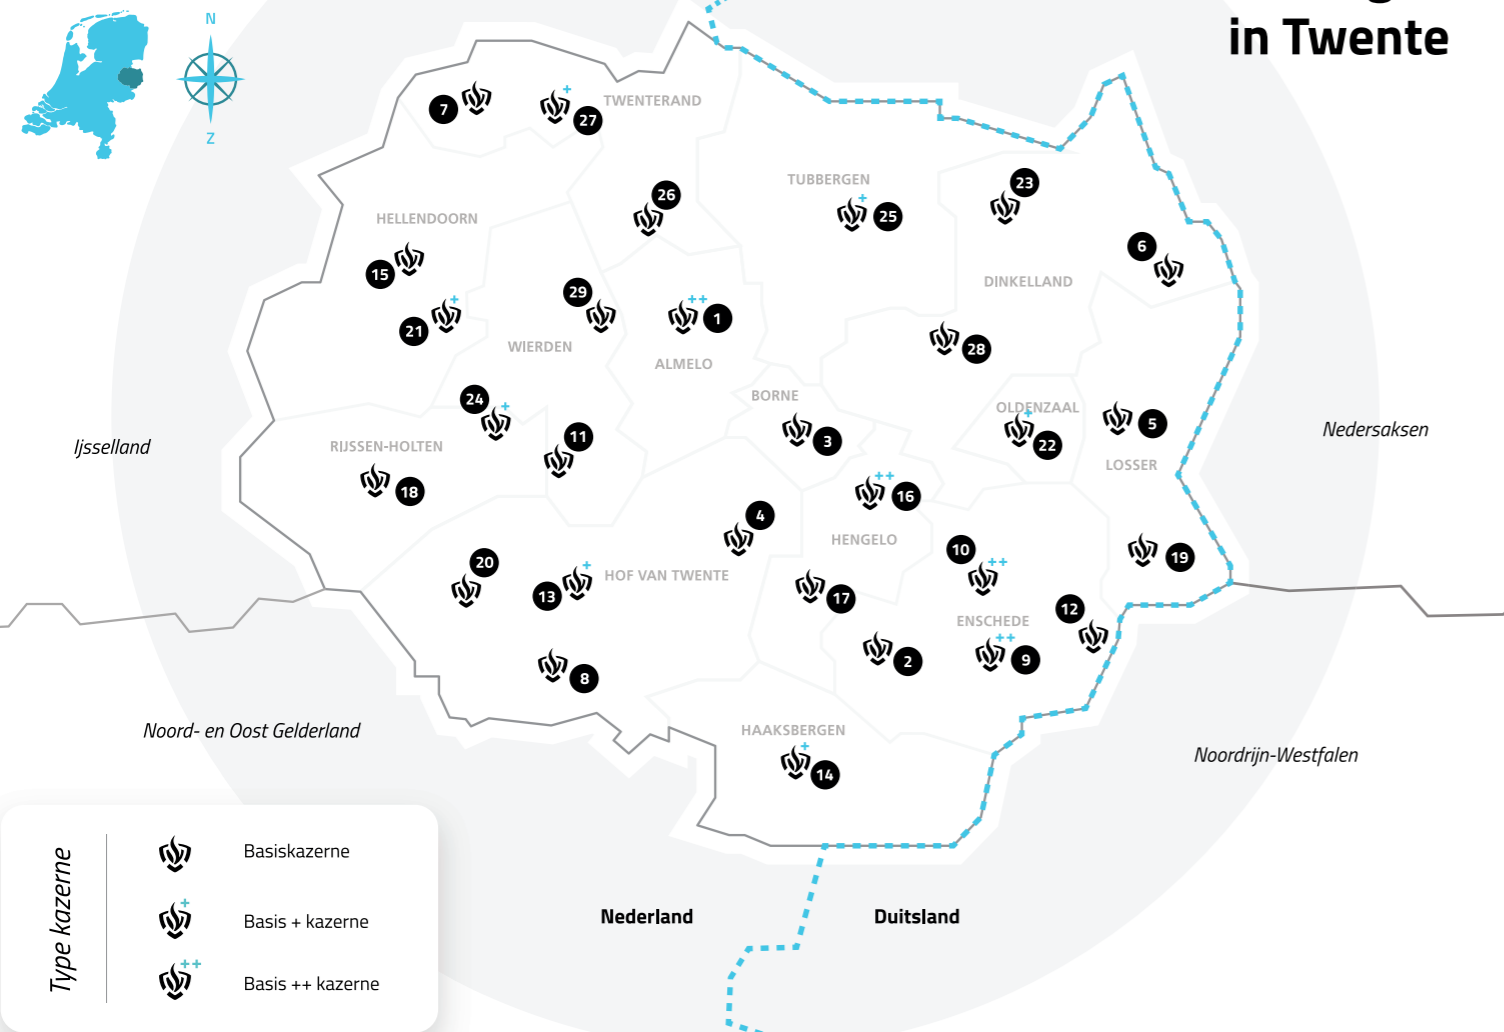 in Twente
N
Z
TWENTERAND
7
27
26
TUBBERGEN
25
23
HELLENDOORN
15
6
DINKELLAND
21
29
1
WIERDEN
ALMELO
28
BORNE
24
OLDENZAAL
22
5
Ijsselland
RIJSSEN-HOLTEN
11
3
Nedersaksen
LOSSER
18
16
4
HENGELO
10
19
20
13
HOF VAN TWENTE
17
12
ENSCHEDE
2
9
8
Noord- en Oost Gelderland
HAAKSBERGEN
14
Noordrijn-Westfalen
Type kazerne
Basiskazerne
+
Basis + kazerne
++
Basis ++ kazerne
Nederland
Duitsland